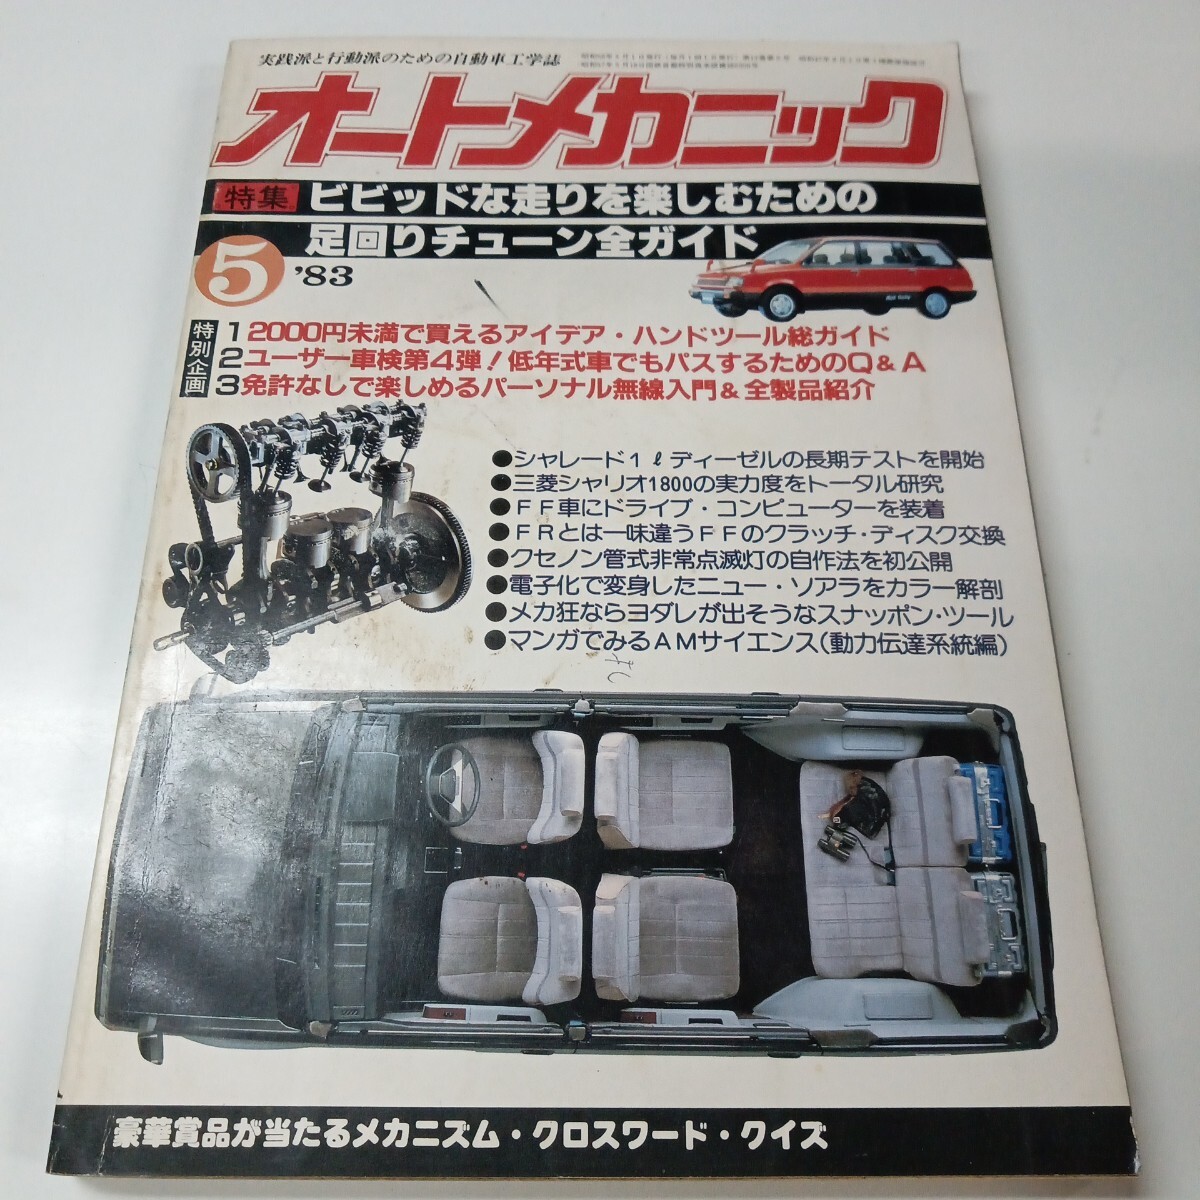 実践派と行動派のための自動車工学誌
オートメカニック
特集 ビビッドな走りを楽しむための
足回りチューン全ガイド
5 '83
特別企画
1 2000円未満で買えるアイデア・ハンドツール総ガイド
2 ユーザー車検第4弾！低年式車でもパスするためのQ＆A
3 免許なしで楽しめるパーソナル無線入門＆全製品紹介
●シャレード1ℓディーゼルの長期テストを開始
●三菱シャリオ1800の実力度をトータル研究
●FF車にドライブ・コンピューターを装着
●FRとは一味違うFFのクラッチ・ディスク交換
●クセノン管式非常点滅灯の自作法を初公開
●電子化で変身したニュー・ソアラをカラー解剖
●メカ狂ならヨダレが出そうなスナッポン・ツール
●マンガでみるAMサイエンス（動力伝達系統編）
豪華賞品が当たるメカニズム・クロスワード・クイズ